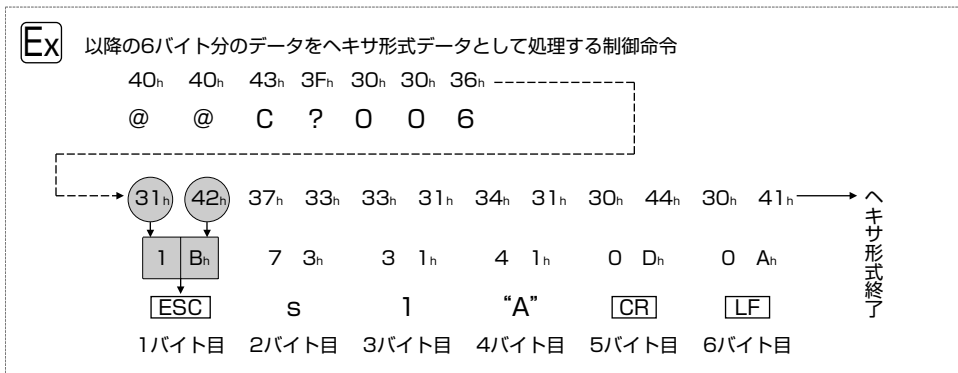 Ex 以降の6バイト分のデータをヘキサ形式データとして処理する制御命令
40h 40h 43h 3Fh 30h 30h 36h
@ @ C ? 0 0 6
31h 42h 37h 33h 33h 31h 34h 31h 30h 44h 30h 41h
ヘキサ形式終了
1 Bh 7 3h 3 1h 4 1h 0 Dh 0 Ah
ESC s 1 “A” CR LF
1バイト目 2バイト目 3バイト目 4バイト目 5バイト目 6バイト目